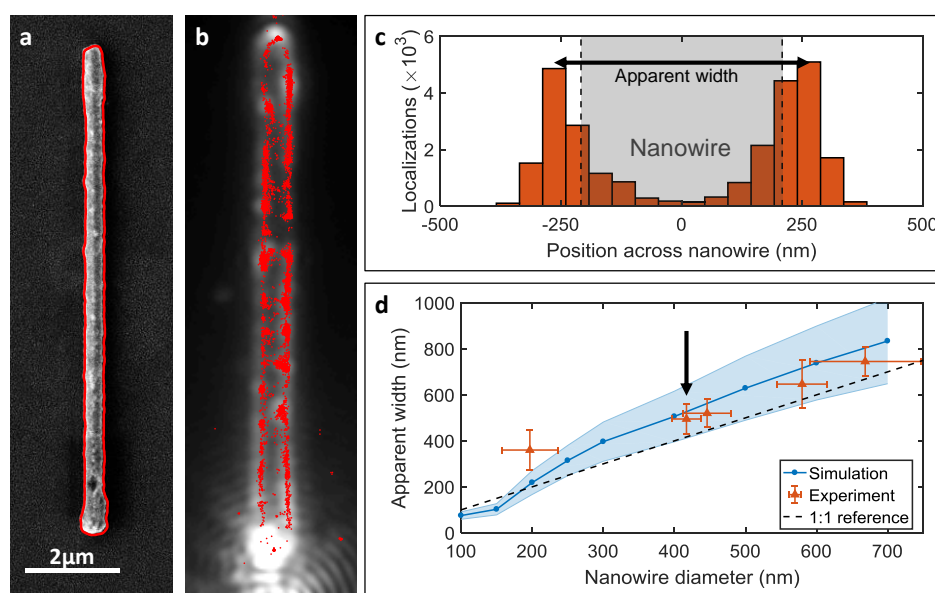 a
2µm
b
c
Localizations (×10³)
6
4
2
0
Apparent width
Nanowire
-500
-250
0
250
500
Position across nanowire (nm)
d
Apparent width (nm)
1000
800
600
400
200
0
Simulation
Experiment
1:1 reference
100
200
300
400
500
600
700
Nanowire diameter (nm)